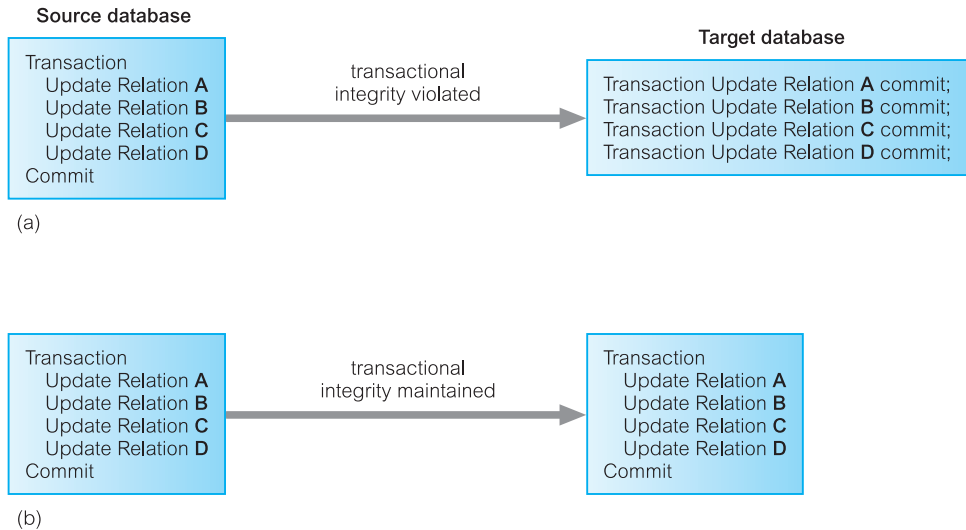 Source database
Transaction
Update Relation A
Update Relation B
Update Relation C
Update Relation D
Commit
transactional
integrity violated
Target database
Transaction Update Relation A commit;
Transaction Update Relation B commit;
Transaction Update Relation C commit;
Transaction Update Relation D commit;
(a)
Transaction
Update Relation A
Update Relation B
Update Relation C
Update Relation D
Commit
transactional
integrity maintained
Transaction
Update Relation A
Update Relation B
Update Relation C
Update Relation D
Commit
(b)